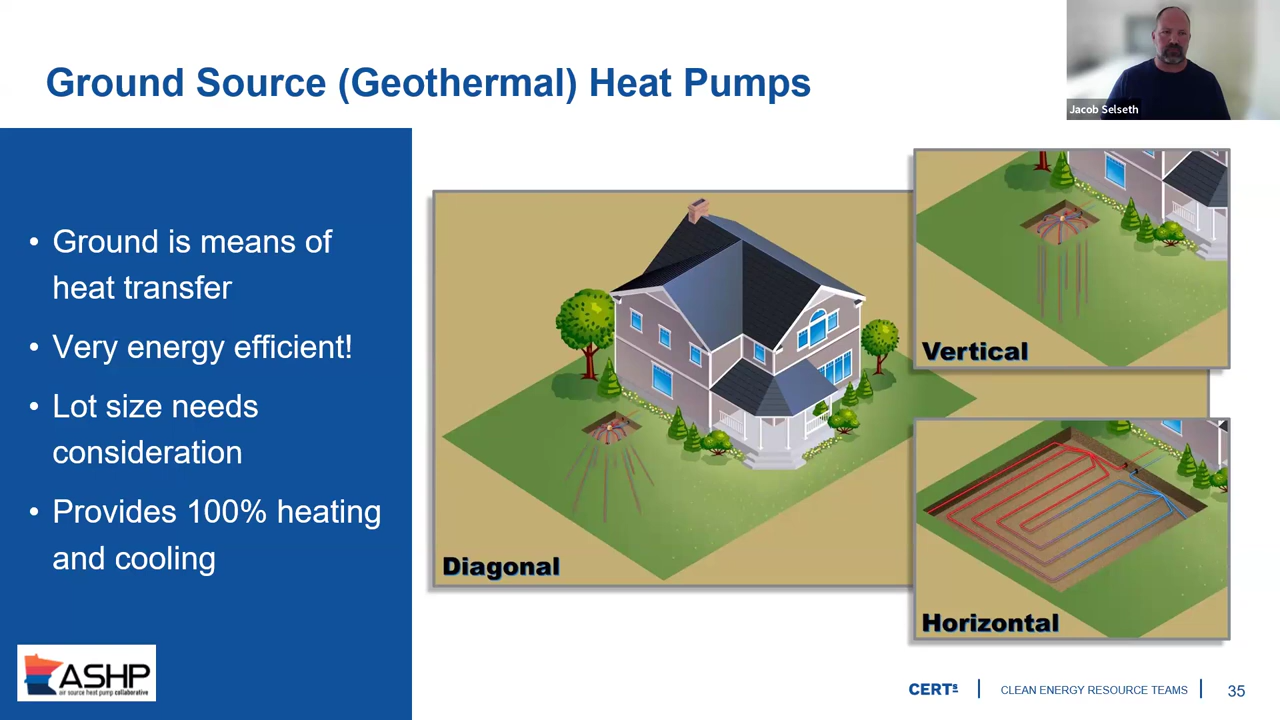 Ground Source (Geothermal) Heat Pumps
Jacob Selseth
• Ground is means of
heat transfer
• Very energy efficient!
• Lot size needs
consideration
• Provides 100% heating
and cooling
Diagonal
Vertical
Horizontal
ASHP
air source heat pump collaborative
CERTs
CLEAN ENERGY RESOURCE TEAMS
35